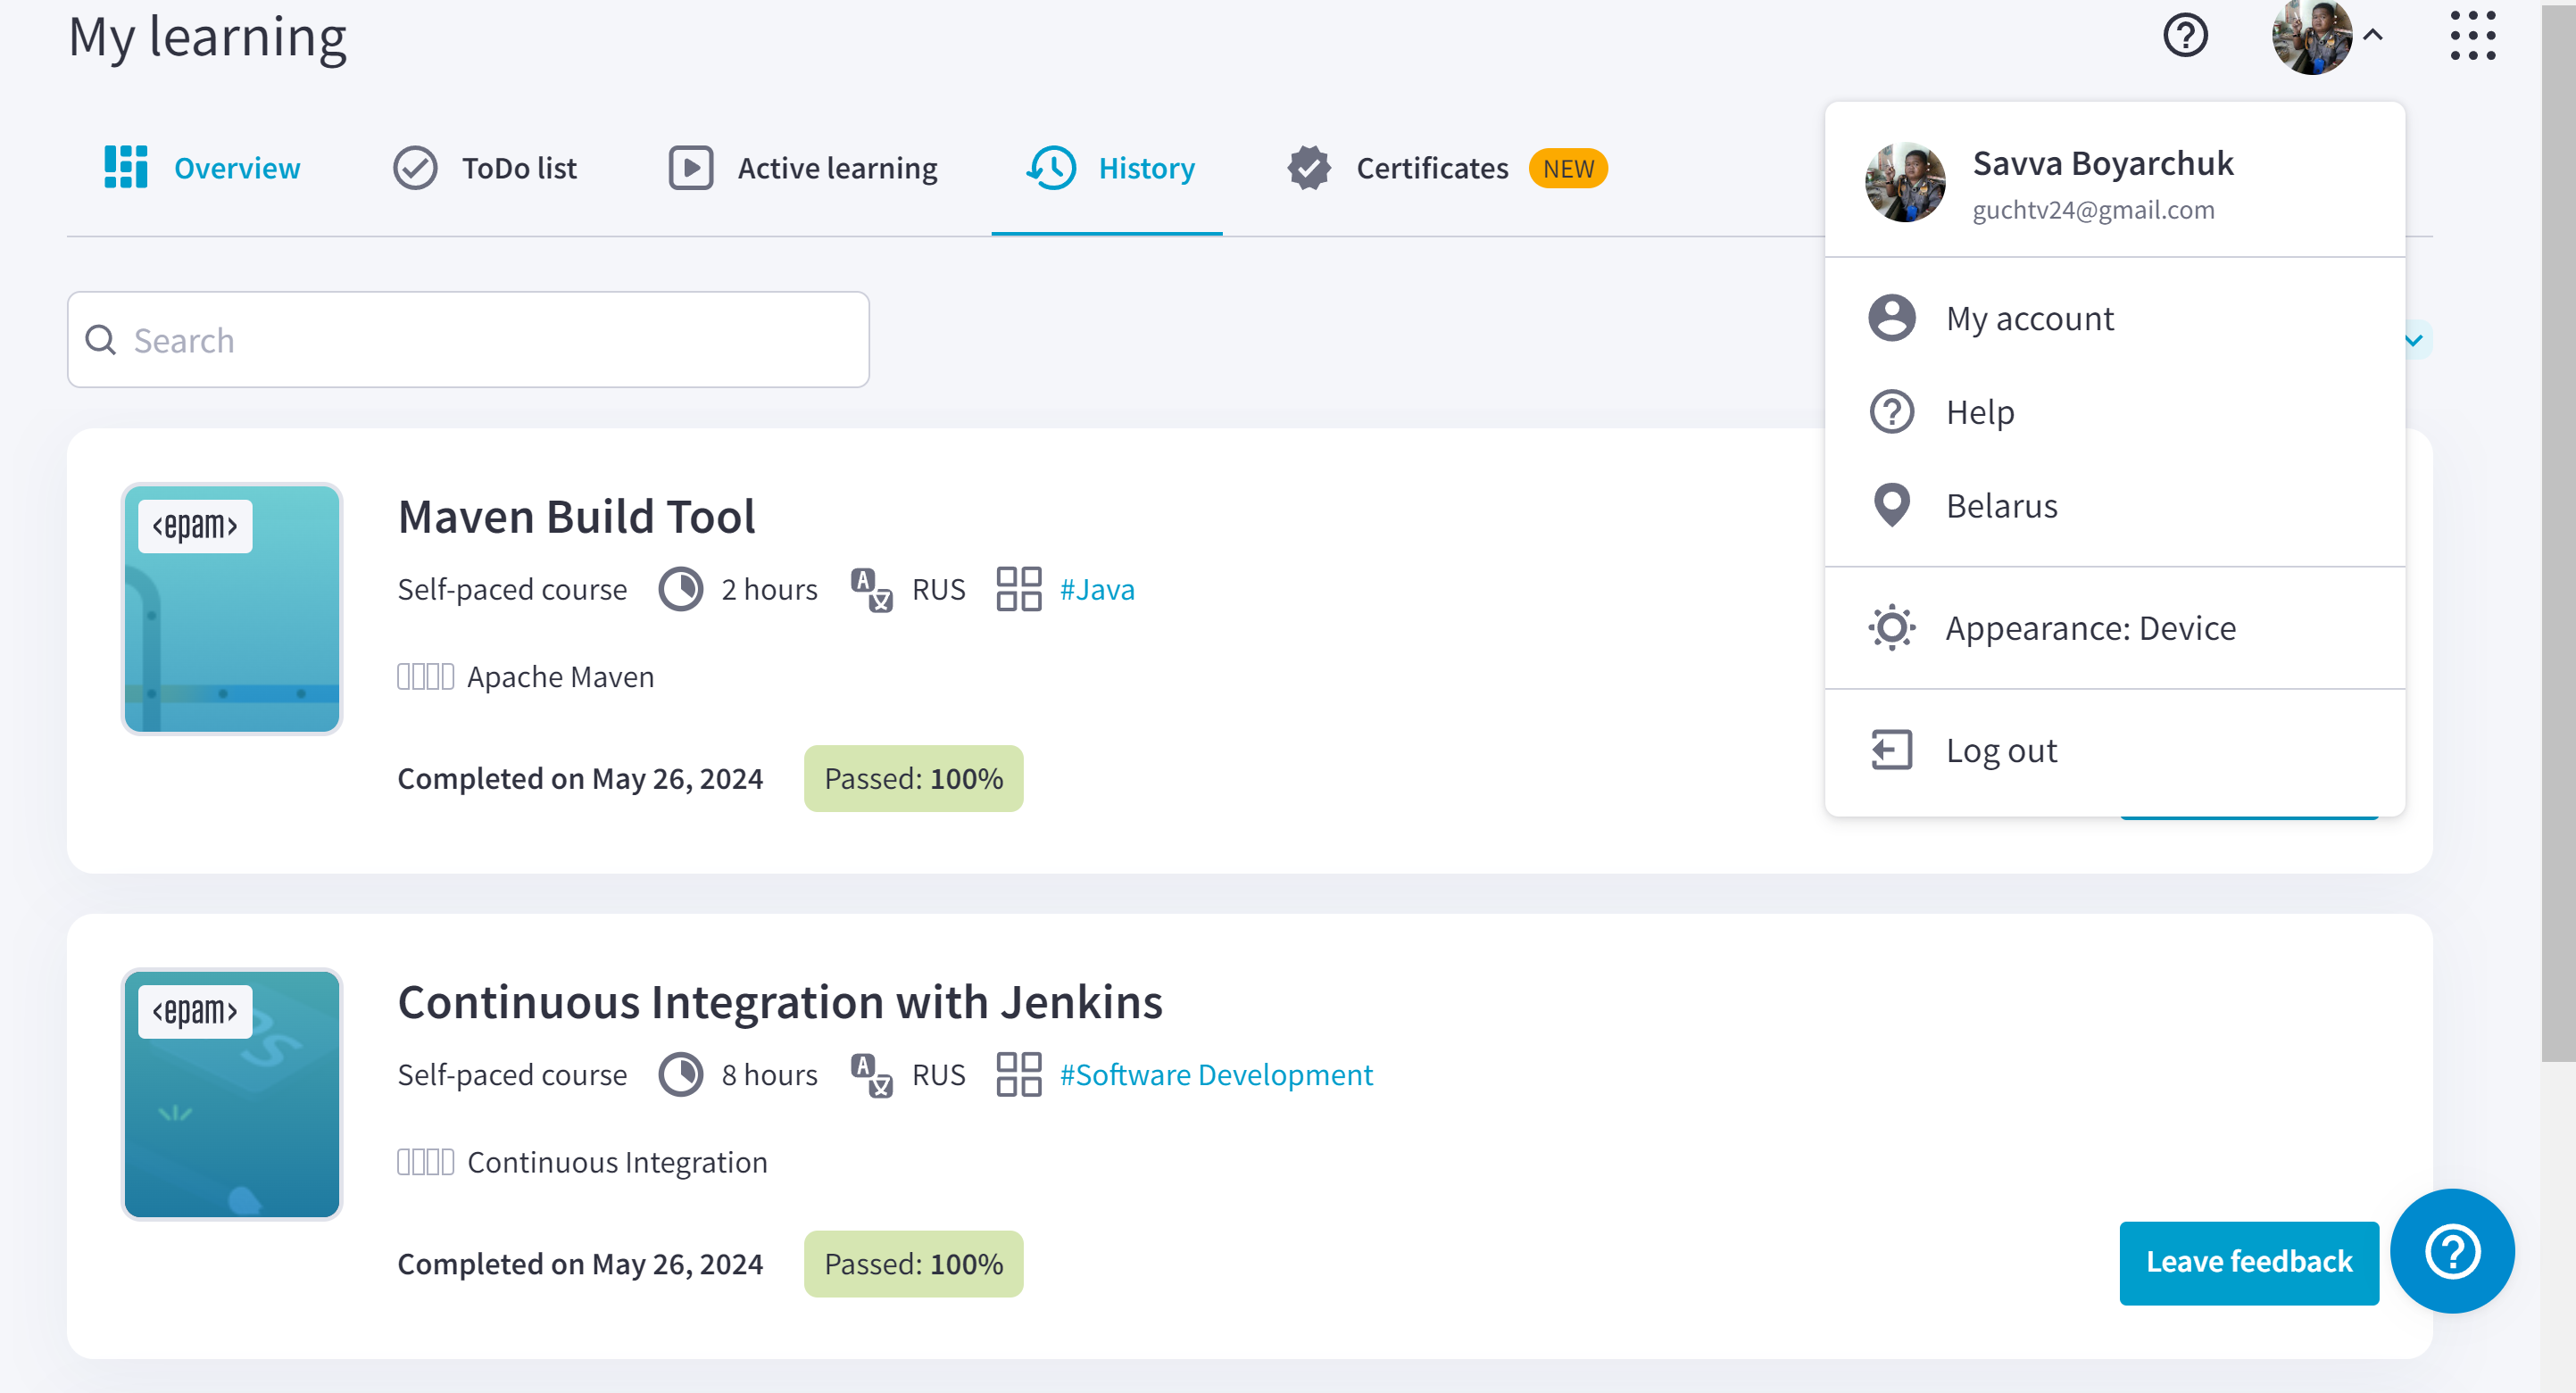 My learning
Overview
ToDo list
Active learning
History
Certificates
NEW
Savva Boyarchuk
guchtv24@gmail.com
My account
Help
Belarus
Appearance: Device
Log out
Search
<epam>
Maven Build Tool
Self-paced course 2 hours RUS #Java
Apache Maven
Completed on May 26, 2024 Passed: 100%
<epam>
Continuous Integration with Jenkins
Self-paced course 8 hours RUS #Software Development
Continuous Integration
Completed on May 26, 2024 Passed: 100%
Leave feedback